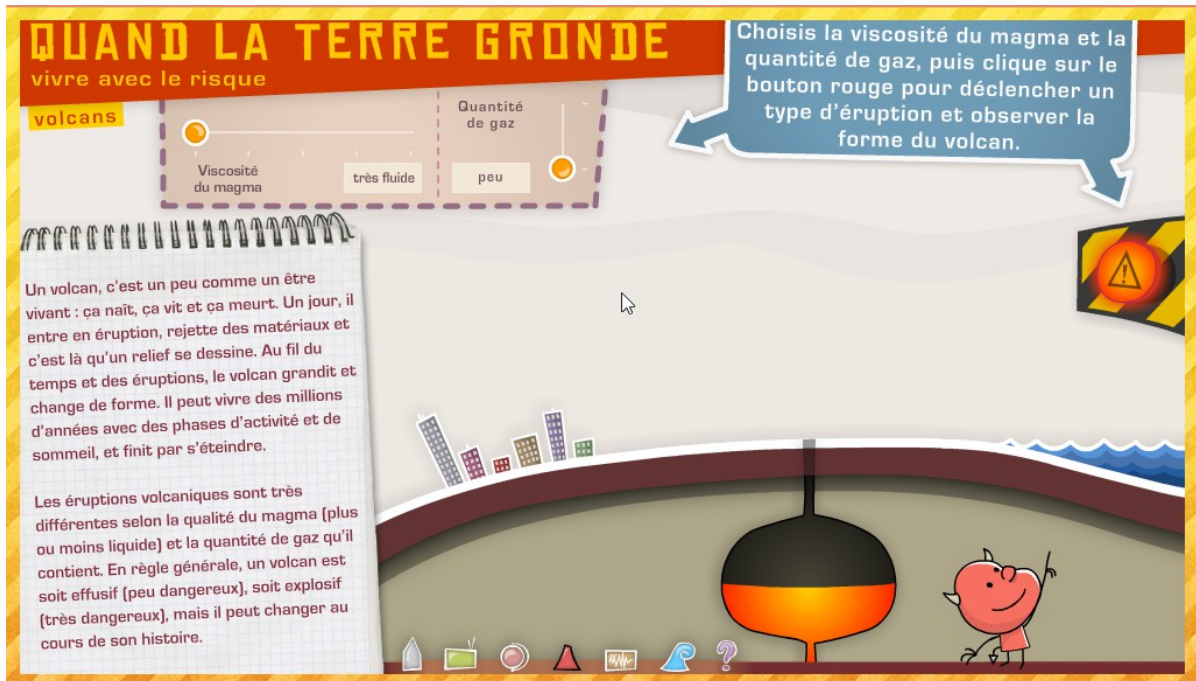 QUAND LA TERRE GRONDE
vivre avec le risque
volcans
Viscosité
du magma
très fluide
Quantité
de gaz
peu
Choisis la viscosité du magma et la
quantité de gaz, puis clique sur le
bouton rouge pour déclencher un
type d'éruption et observer la
forme du volcan.
Un volcan, c'est un peu comme un être
vivant : ça naît, ça vit et ça meurt. Un jour, il
entre en éruption, rejette des matériaux et
c'est là qu'un relief se dessine. Au fil du
temps et des éruptions, le volcan grandit et
change de forme. Il peut vivre des millions
d'années avec des phases d'activité et de
sommeil, et finit par s'éteindre.
Les éruptions volcaniques sont très
différentes selon la qualité du magma (plus
ou moins liquide) et la quantité de gaz qu'il
contient. En règle générale, un volcan est
soit effusif (peu dangereux), soit explosif
(très dangereux), mais il peut changer au
cours de son histoire.
?